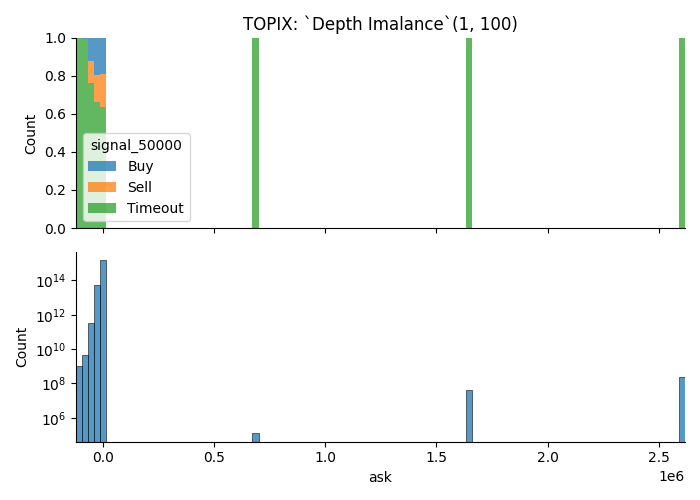 TOPIX: `Depth Imalance`(1, 100)
1.0
0.8
0.6
0.4
0.2
0.0
Count
signal_50000
Buy
Sell
Timeout
10^14
10^12
10^10
10^8
10^6
Count
0.0 0.5 1.0 1.5 2.0 2.5
1e6
ask